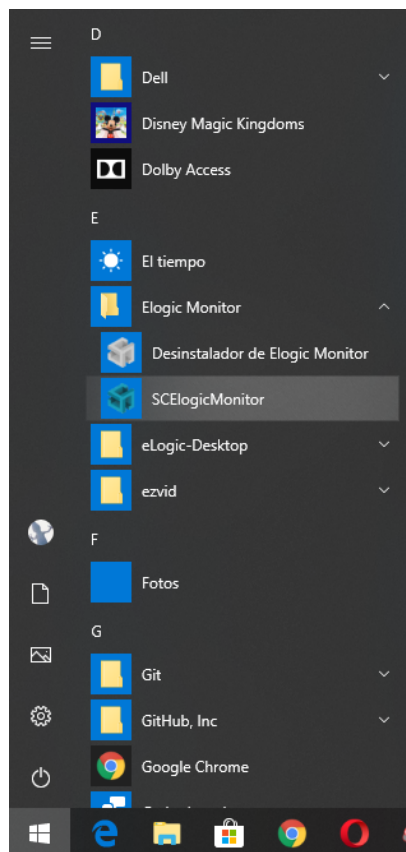 D
Dell
Disney Magic Kingdoms
Dolby Access
E
El tiempo
Elogic Monitor
Desinstalador de Elogic Monitor
SCElogicMonitor
eLogic-Desktop
ezvid
F
Fotos
G
Git
GitHub, Inc
Google Chrome